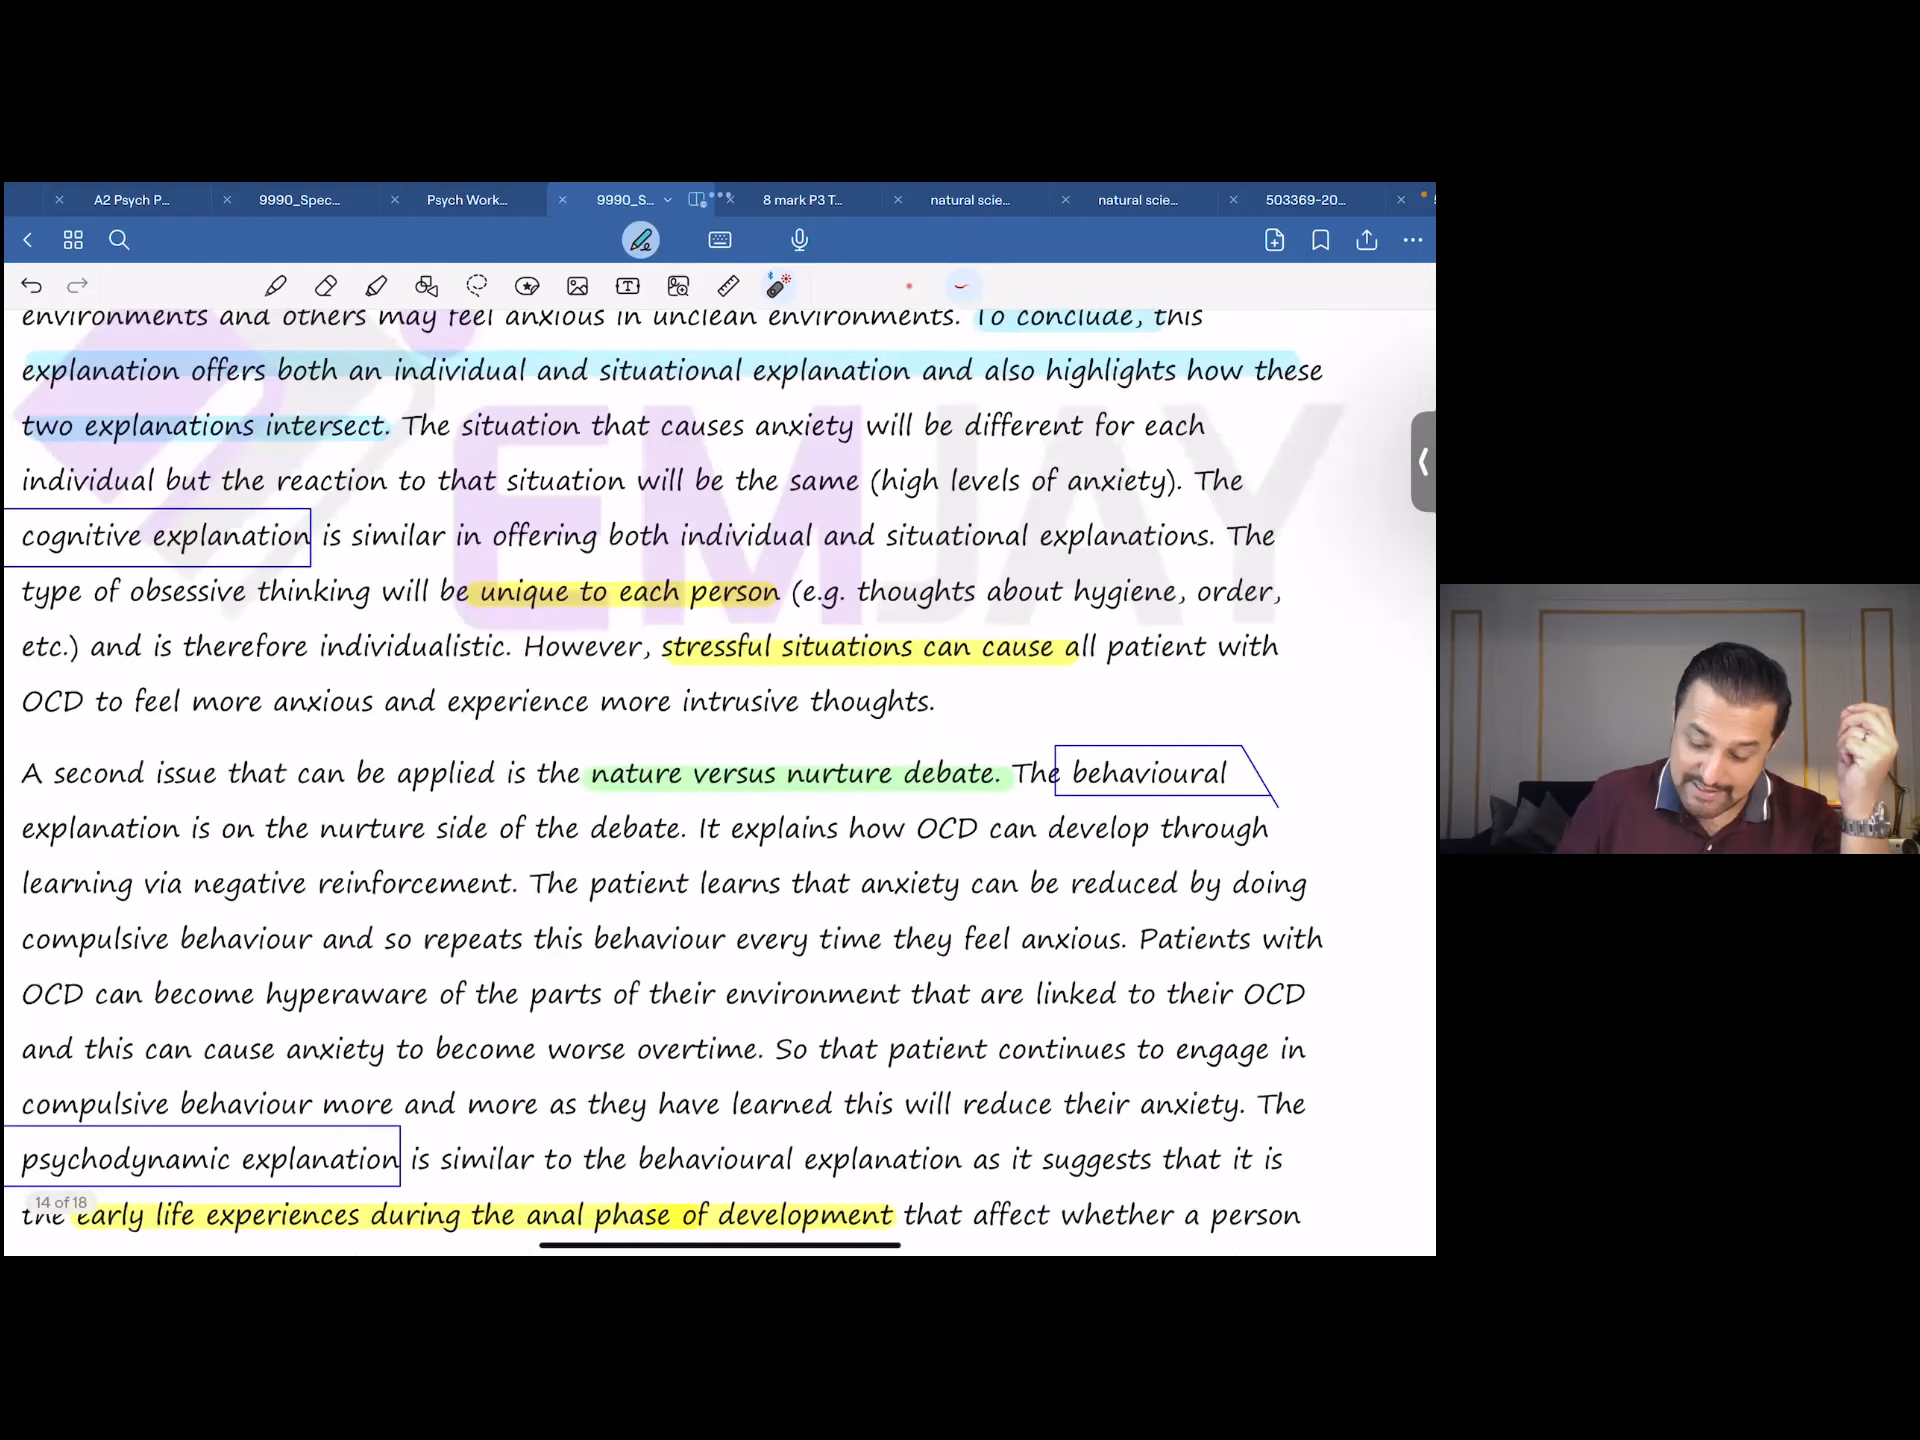 A2 Psych P...
9990_Spec...
Psych Work...
9990_S...
8 mark P3 T...
natural scie...
natural scie...
503369-20...
environments and others may feel anxious in unclean environments. To conclude, this
explanation offers both an individual and situational explanation and also highlights how these
two explanations intersect. The situation that causes anxiety will be different for each
individual but the reaction to that situation will be the same (high levels of anxiety). The
cognitive explanation is similar in offering both individual and situational explanations. The
type of obsessive thinking will be unique to each person (e.g. thoughts about hygiene, order,
etc.) and is therefore individualistic. However, stressful situations can cause all patient with
OCD to feel more anxious and experience more intrusive thoughts.
A second issue that can be applied is the nature versus nurture debate. The behavioural
explanation is on the nurture side of the debate. It explains how OCD can develop through
learning via negative reinforcement. The patient learns that anxiety can be reduced by doing
compulsive behaviour and so repeats this behaviour every time they feel anxious. Patients with
OCD can become hyperaware of the parts of their environment that are linked to their OCD
and this can cause anxiety to become worse overtime. So that patient continues to engage in
compulsive behaviour more and more as they have learned this will reduce their anxiety. The
psychodynamic explanation is similar to the behavioural explanation as it suggests that it is
14 of 18
the early life experiences during the anal phase of development that affect whether a person
EMJAY